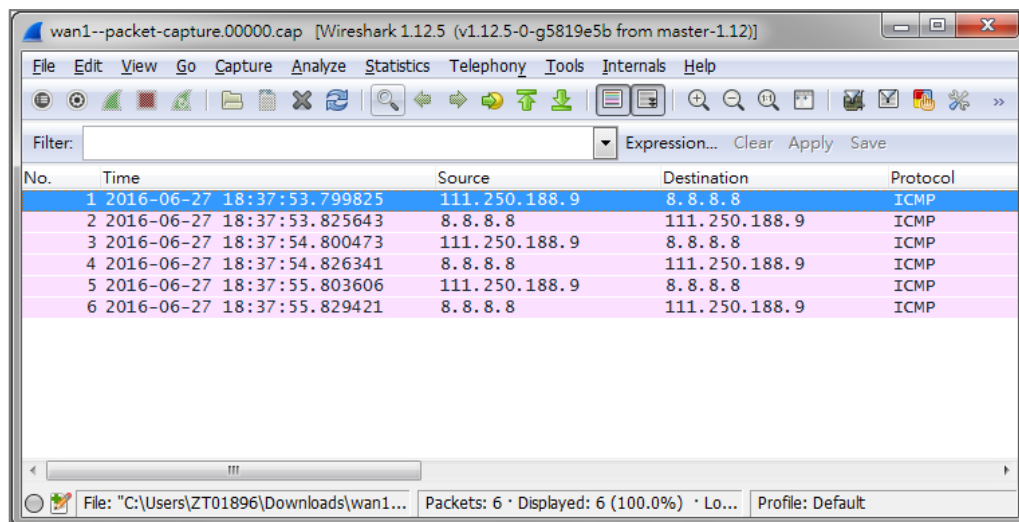 wan1--packet-capture.00000.cap [Wireshark 1.12.5 (v1.12.5-0-g5819e5b from master-1.12)]
File Edit View Go Capture Analyze Statistics Telephony Tools Internals Help
Filter: Expression... Clear Apply Save
No. Time Source Destination Protocol
1 2016-06-27 18:37:53.799825 111.250.188.9 8.8.8.8 ICMP
2 2016-06-27 18:37:53.825643 8.8.8.8 111.250.188.9 ICMP
3 2016-06-27 18:37:54.800473 111.250.188.9 8.8.8.8 ICMP
4 2016-06-27 18:37:54.826341 8.8.8.8 111.250.188.9 ICMP
5 2016-06-27 18:37:55.803606 111.250.188.9 8.8.8.8 ICMP
6 2016-06-27 18:37:55.829421 8.8.8.8 111.250.188.9 ICMP
File: "C:\Users\ZT01896\Downloads\wan1... Packets: 6 · Displayed: 6 (100.0%) · Lo... Profile: Default